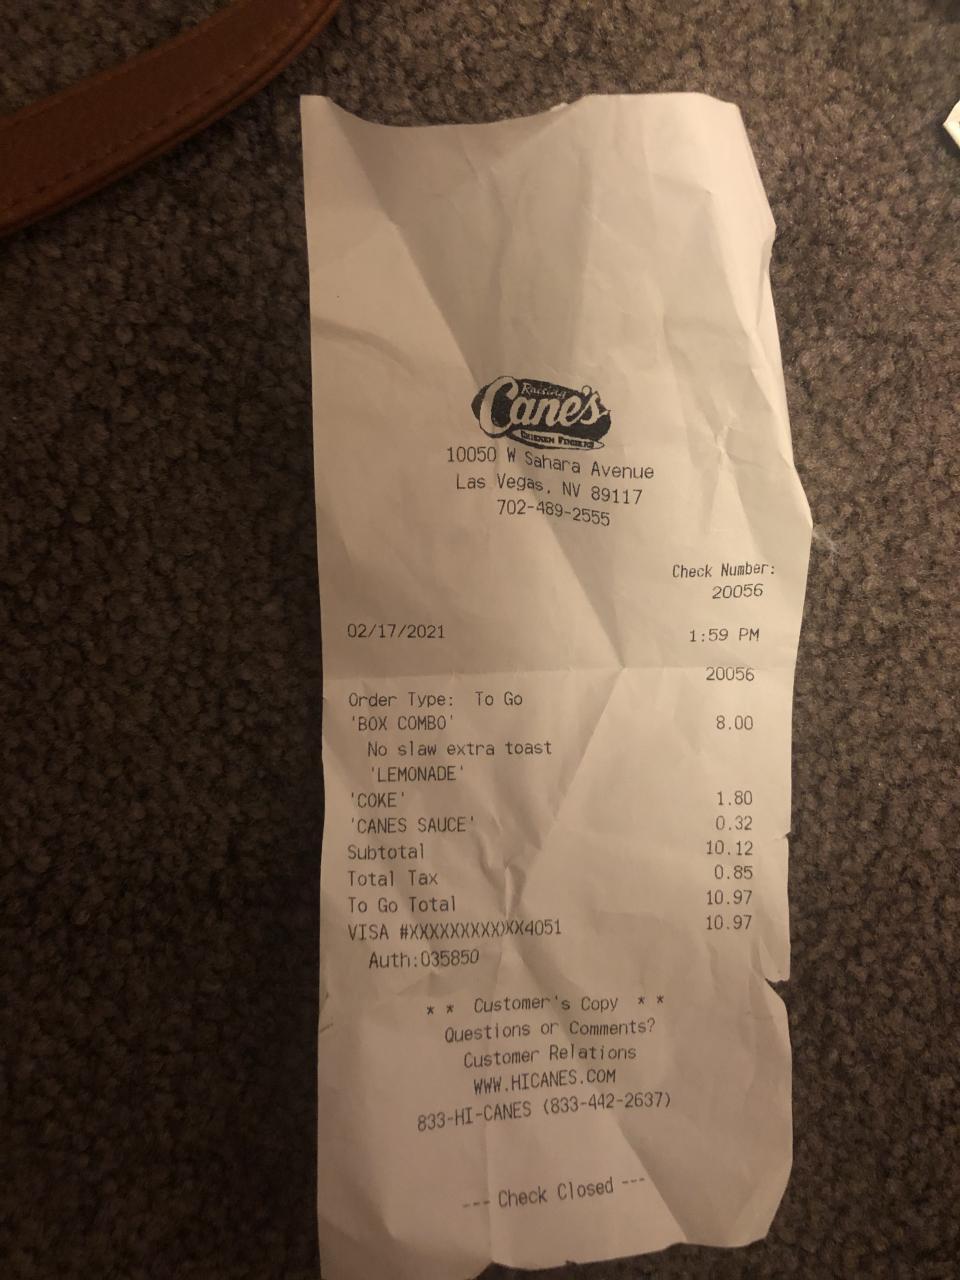 Raising
Cane's
CHICKEN FINGERS
10050 W Sahara Avenue
Las Vegas, NV 89117
702-489-2555
Check Number:
20056
02/17/2021 1:59 PM
20056
Order Type: To Go
'BOX COMBO' 8.00
No slaw extra toast
'LEMONADE'
'COKE' 1.80
'CANES SAUCE' 0.32
Subtotal 10.12
Total Tax 0.85
To Go Total 10.97
VISA #XXXXXXXXXXXX4051 10.97
Auth:035850
* * Customer's Copy * *
Questions or Comments?
Customer Relations
WWW.HICANES.COM
833-HI-CANES (833-442-2637)
--- Check Closed ---